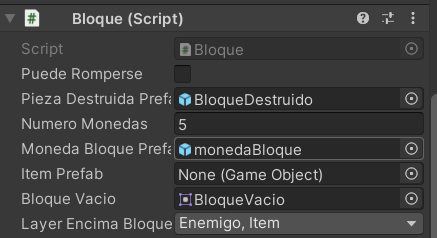 Bloque (Script)
Script Bloque
Puede Romperse
Pieza Destruida Prefa BloqueDestruido
Numero Monedas 5
Moneda Bloque Prefa monedaBloque
Item Prefab None (Game Object)
Bloque Vacio BloqueVacio
Layer Encima Bloque Enemigo, Item